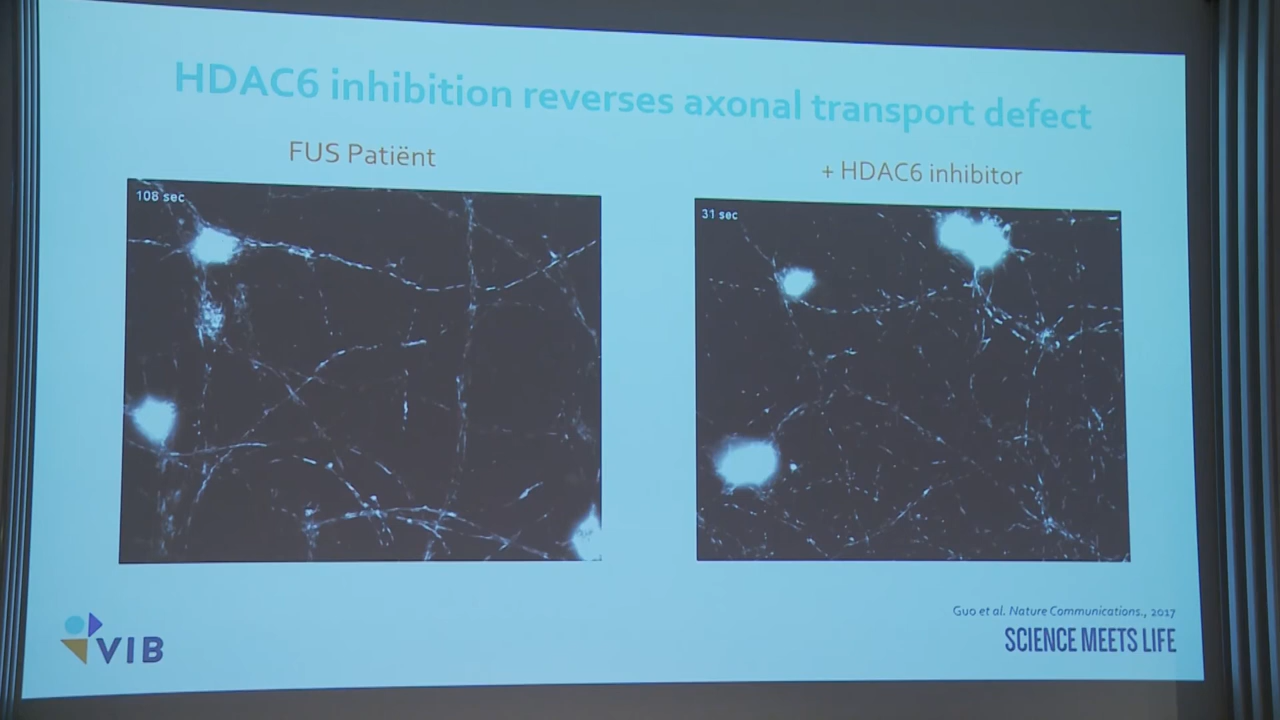 HDAC6 inhibition reverses axonal transport defect
FUS Patiënt
+ HDAC6 inhibitor
108 sec
31 sec
Guo et al. Nature Communications., 2017
VIB
SCIENCE MEETS LIFE